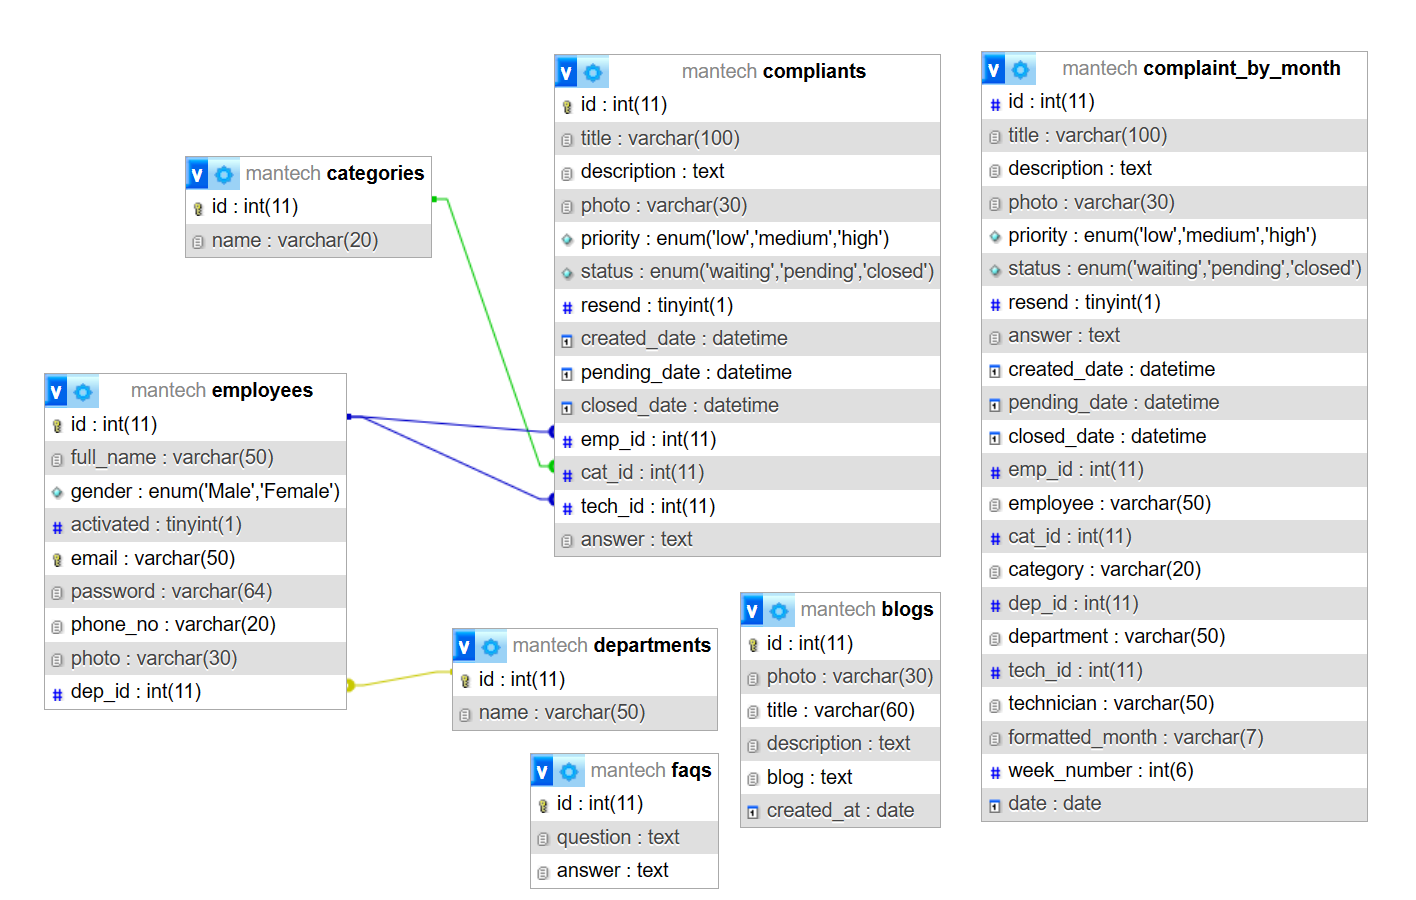 V mantech categories
id : int(11)
name : varchar(20)
V mantech employees
id : int(11)
full_name : varchar(50)
gender : enum('Male','Female')
activated : tinyint(1)
email : varchar(50)
password : varchar(64)
phone_no : varchar(20)
photo : varchar(30)
# dep_id : int(11)
V mantech compliants
id : int(11)
title : varchar(100)
description : text
photo : varchar(30)
priority : enum('low','medium','high')
status : enum('waiting','pending','closed')
# resend : tinyint(1)
created_date : datetime
pending_date : datetime
closed_date : datetime
# emp_id : int(11)
# cat_id : int(11)
# tech_id : int(11)
answer : text
V mantech departments
id : int(11)
name : varchar(50)
V mantech faqs
id : int(11)
question : text
answer : text
V mantech blogs
id : int(11)
photo : varchar(30)
title : varchar(60)
description : text
blog : text
created_at : date
V mantech complaint_by_month
# id : int(11)
title : varchar(100)
description : text
photo : varchar(30)
priority : enum('low','medium','high')
status : enum('waiting','pending','closed')
# resend : tinyint(1)
answer : text
created_date : datetime
pending_date : datetime
closed_date : datetime
# emp_id : int(11)
employee : varchar(50)
# cat_id : int(11)
category : varchar(20)
# dep_id : int(11)
department : varchar(50)
# tech_id : int(11)
technician : varchar(50)
formatted_month : varchar(7)
# week_number : int(6)
date : date